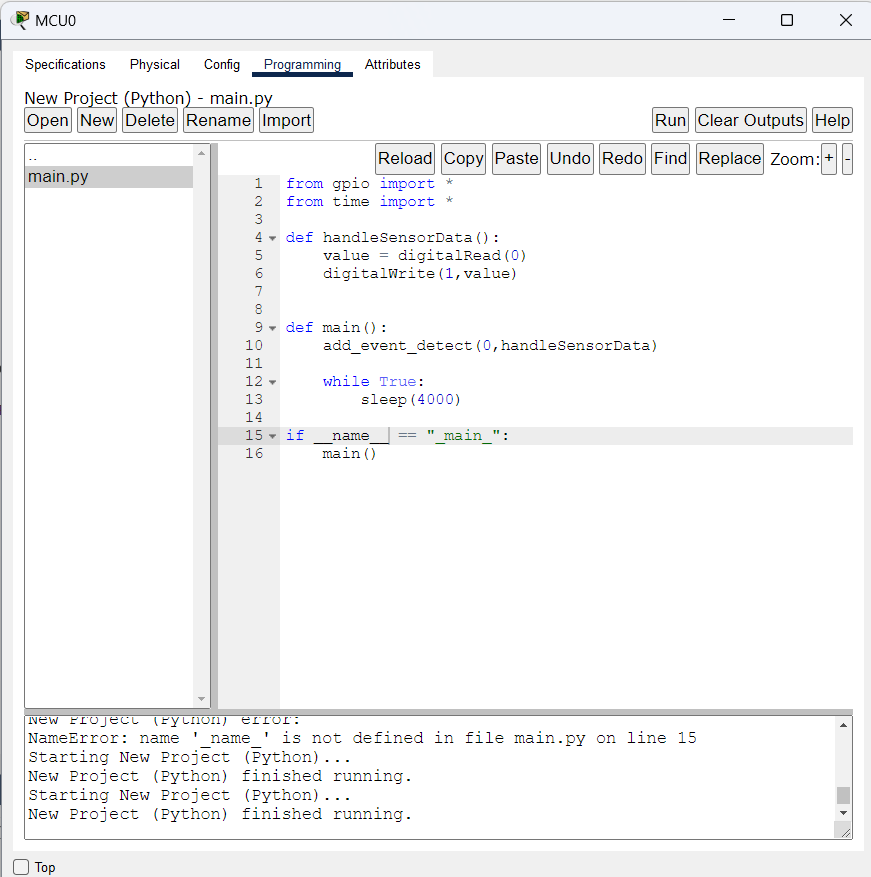 MCU0
Specifications Physical Config Programming Attributes
New Project (Python) - main.py
Open New Delete Rename Import Run Clear Outputs Help
Reload Copy Paste Undo Redo Find Replace Zoom: + -
..
main.py
1 from gpio import *
2 from time import *
3
4 def handleSensorData():
5     value = digitalRead(0)
6     digitalWrite(1,value)
7
8
9 def main():
10     add_event_detect(0,handleSensorData)
11
12     while True:
13         sleep(4000)
14
15 if __name__ == "_main_":
16     main()
New Project (Python) error:
NameError: name '_name_' is not defined in file main.py on line 15
Starting New Project (Python)...
New Project (Python) finished running.
Starting New Project (Python)...
New Project (Python) finished running.
Top